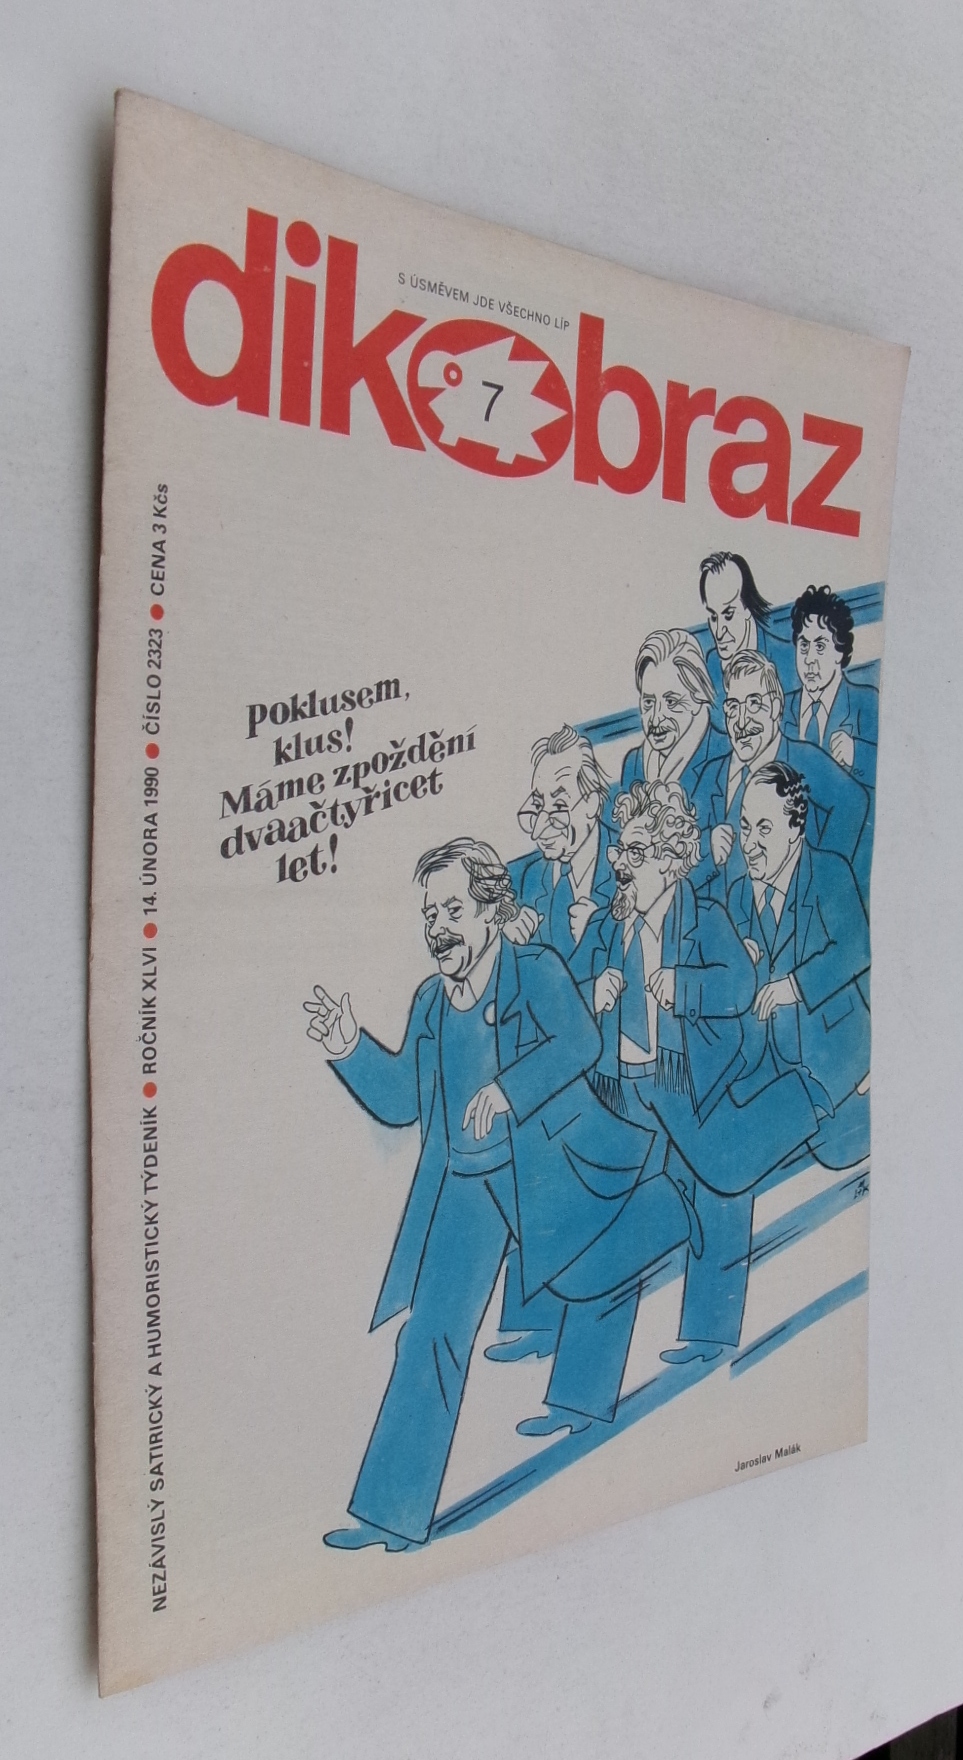 S ÚSMĚVEM JDE VŠECHNO LÍP
dikobraz
7
NEZÁVISLÝ SATIRICKÝ A HUMORISTICKÝ TÝDENÍK ● ROČNÍK XLVI ● 14. ÚNORA 1990 ● ČÍSLO 2323 ● CENA 3 Kčs
Poklusem,
klus!
Máme zpoždění
dvaačtyřicet
let!
Jaroslav Malák